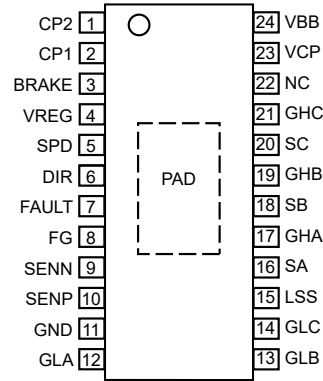 CP2 1 24 VBB
CP1 2 23 VCP
BRAKE 3 22 NC
VREG 4 21 GHC
SPD 5 20 SC
DIR 6 PAD 19 GHB
FAULT 7 18 SB
FG 8 17 GHA
SENN 9 16 SA
SENP 10 15 LSS
GND 11 14 GLC
GLA 12 13 GLB